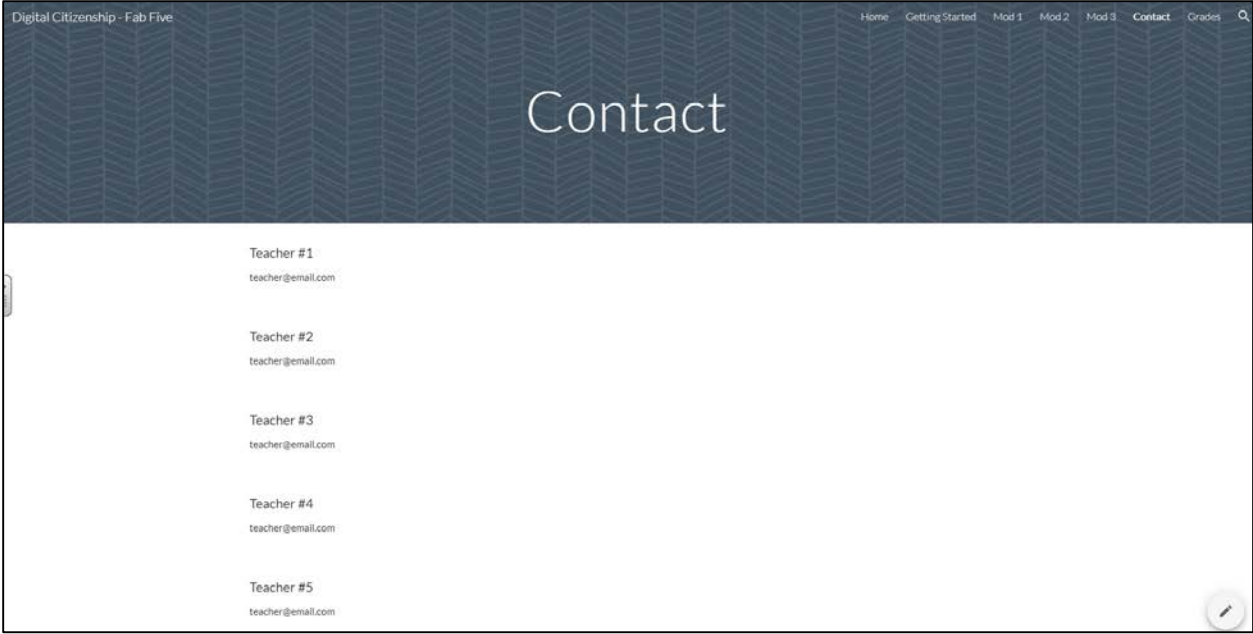 Digital Citizenship - Fab Five
Home Getting Started Mod 1 Mod 2 Mod 3 Contact Grades
Contact
Teacher #1
teacher@email.com
Teacher #2
teacher@email.com
Teacher #3
teacher@email.com
Teacher #4
teacher@email.com
Teacher #5
teacher@email.com